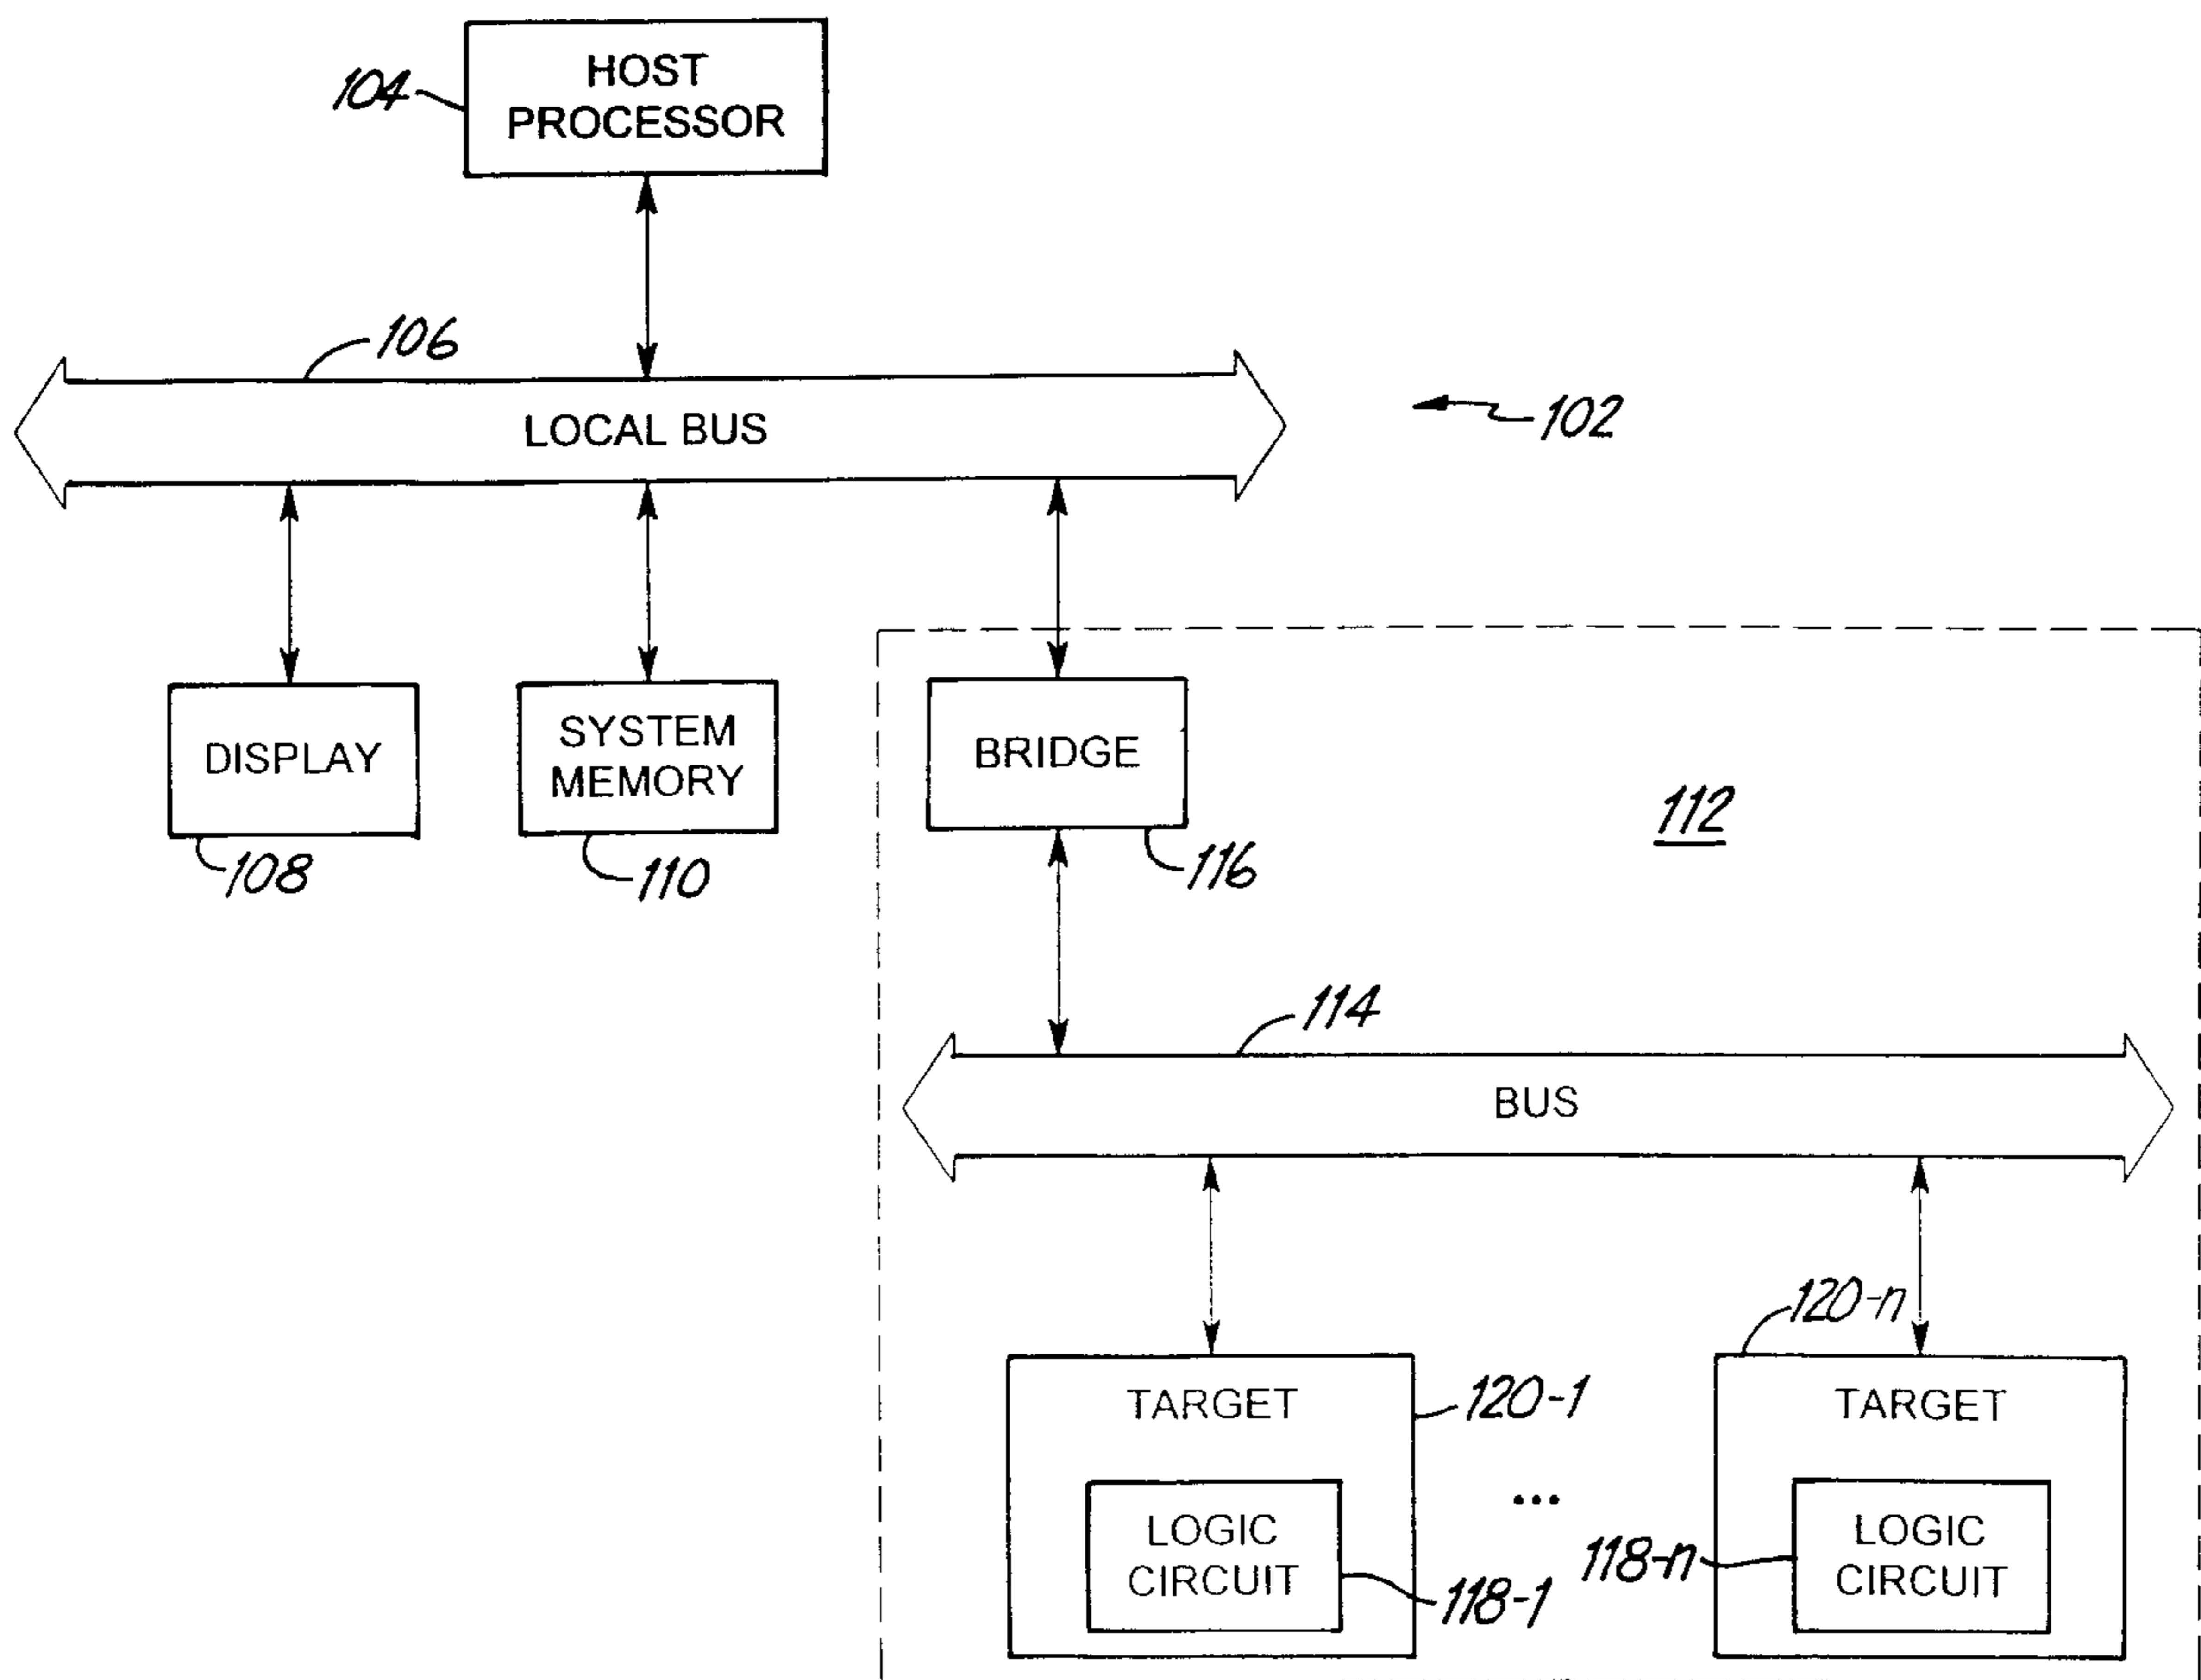 HOST
PROCESSOR
104
106
LOCAL BUS
102
DISPLAY
108
SYSTEM
MEMORY
110
BRIDGE
116
112
114
BUS
TARGET
120-1
LOGIC
CIRCUIT
118-1
...
120-n
TARGET
LOGIC
CIRCUIT
118-n